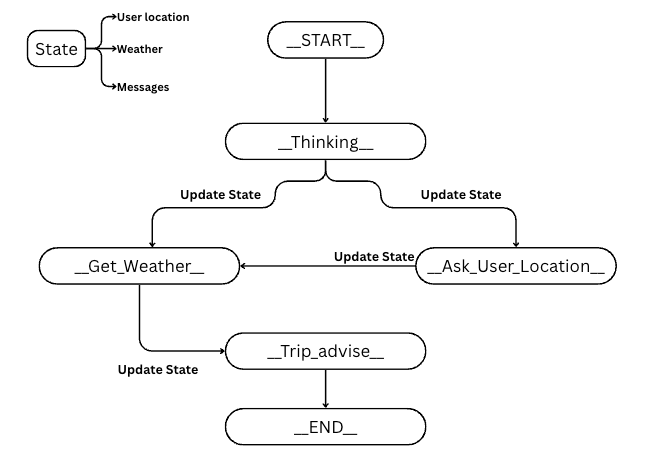 State
User location
Weather
Messages
__START__
__Thinking__
Update State
Update State
__Get_Weather__
Update State
__Ask_User_Location__
__Trip_advise__
Update State
__END__